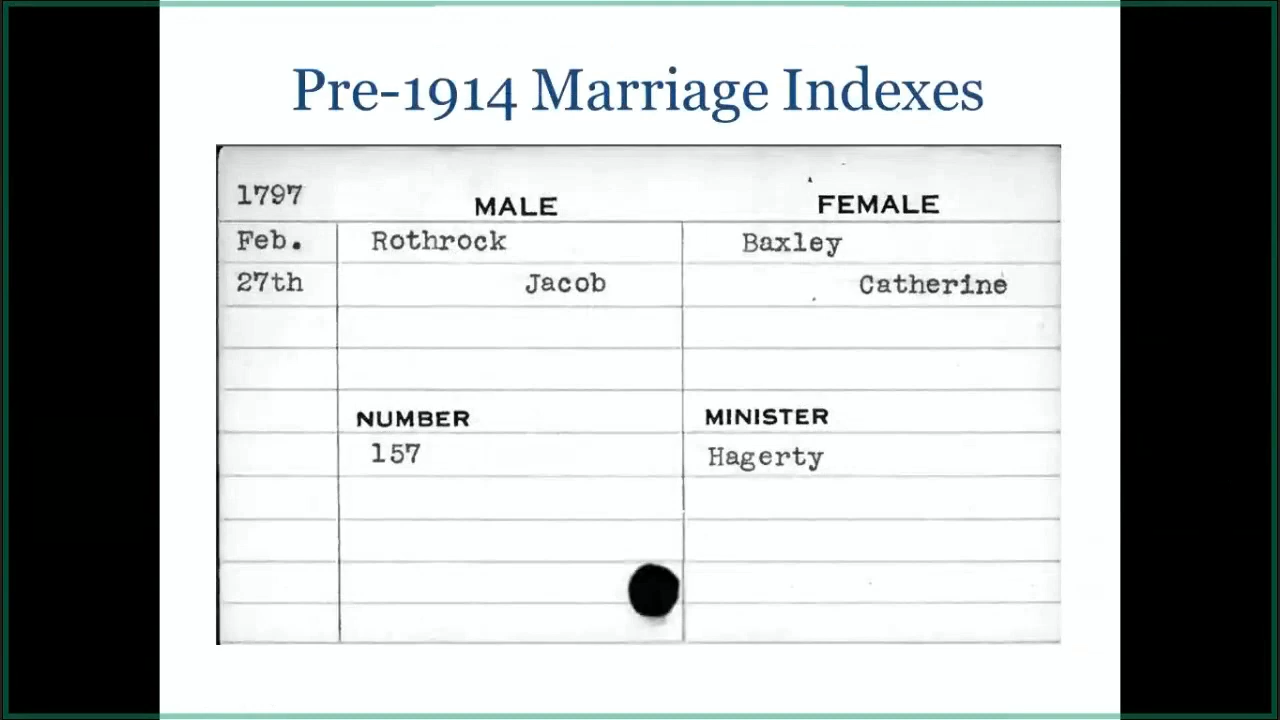 Pre-1914 Marriage Indexes
1797 MALE FEMALE
Feb. Rothrock Baxley
27th Jacob Catherine
NUMBER MINISTER
157 Hagerty